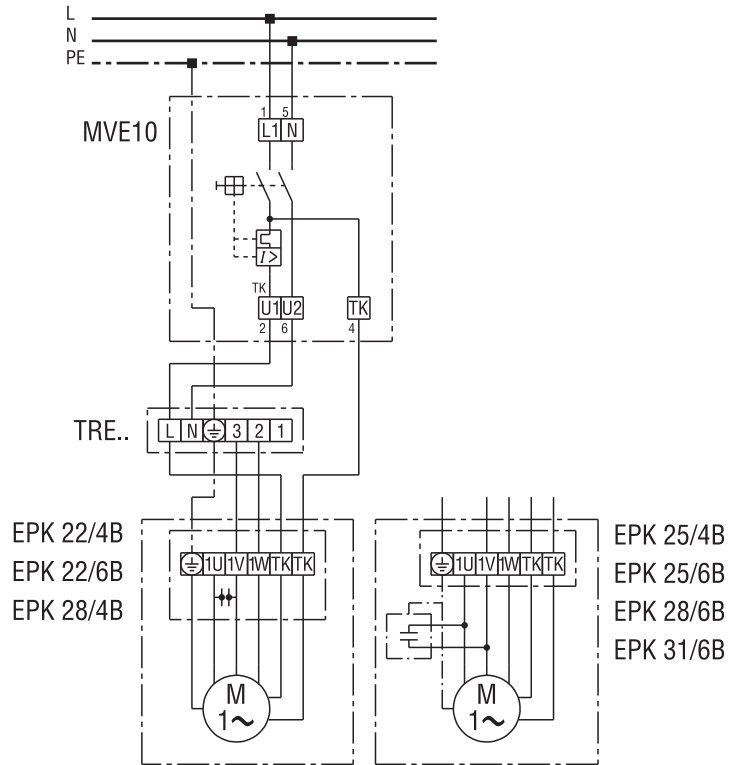 L
N
PE
MVE10
1 5
L1 N
I>
TK
U1 U2 TK
2 6 4
TRE..
L N 3 2 1
EPK 22/4B
EPK 22/6B
EPK 28/4B
1U 1V 1W TK TK
M
1~
1U 1V 1W TK TK
M
1~
EPK 25/4B
EPK 25/6B
EPK 28/6B
EPK 31/6B